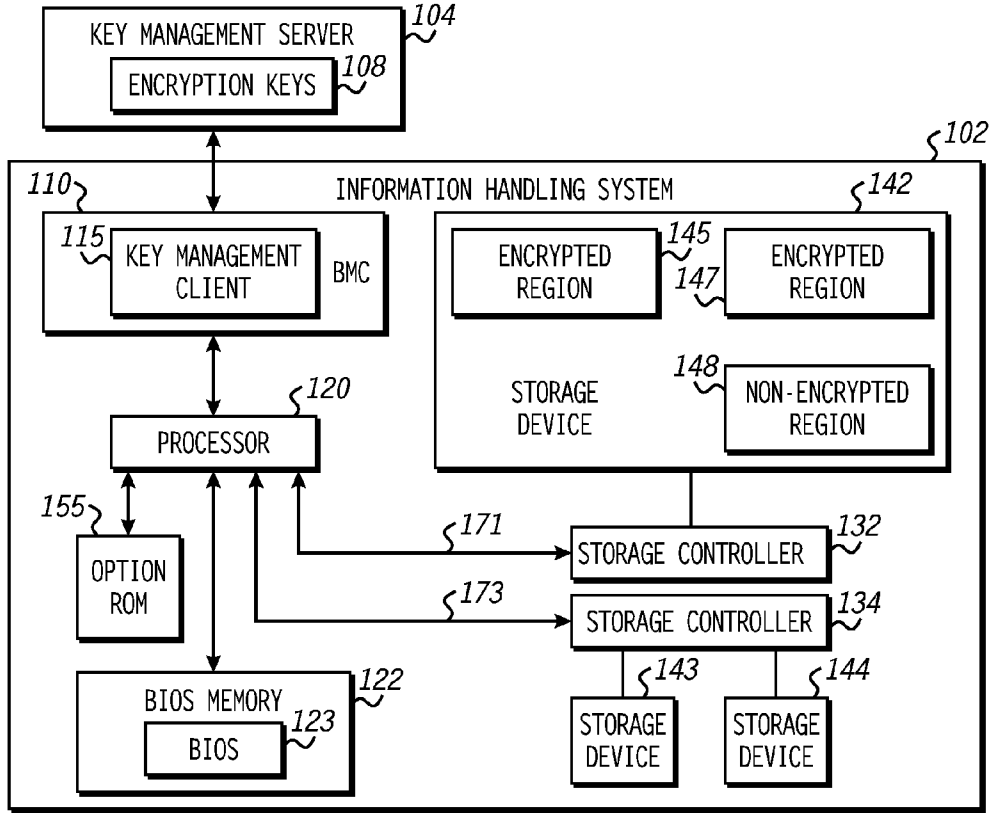 KEY MANAGEMENT SERVER
104
ENCRYPTION KEYS
108
102
INFORMATION HANDLING SYSTEM
110
115
KEY MANAGEMENT
CLIENT
BMC
142
ENCRYPTED
REGION
145
ENCRYPTED
REGION
147
STORAGE
DEVICE
148
NON-ENCRYPTED
REGION
120
PROCESSOR
155
OPTION
ROM
171
STORAGE CONTROLLER
132
173
STORAGE CONTROLLER
134
BIOS MEMORY
122
BIOS
123
143
STORAGE
DEVICE
144
STORAGE
DEVICE